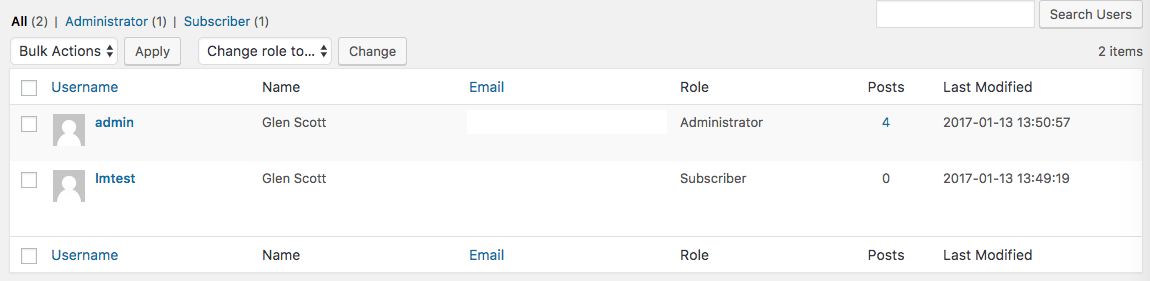 All (2) | Administrator (1) | Subscriber (1)
Search Users
Bulk Actions Apply Change role to... Change 2 items
Username Name Email Role Posts Last Modified
admin Glen Scott Administrator 4 2017-01-13 13:50:57
lmtest Glen Scott Subscriber 0 2017-01-13 13:49:19
Username Name Email Role Posts Last Modified